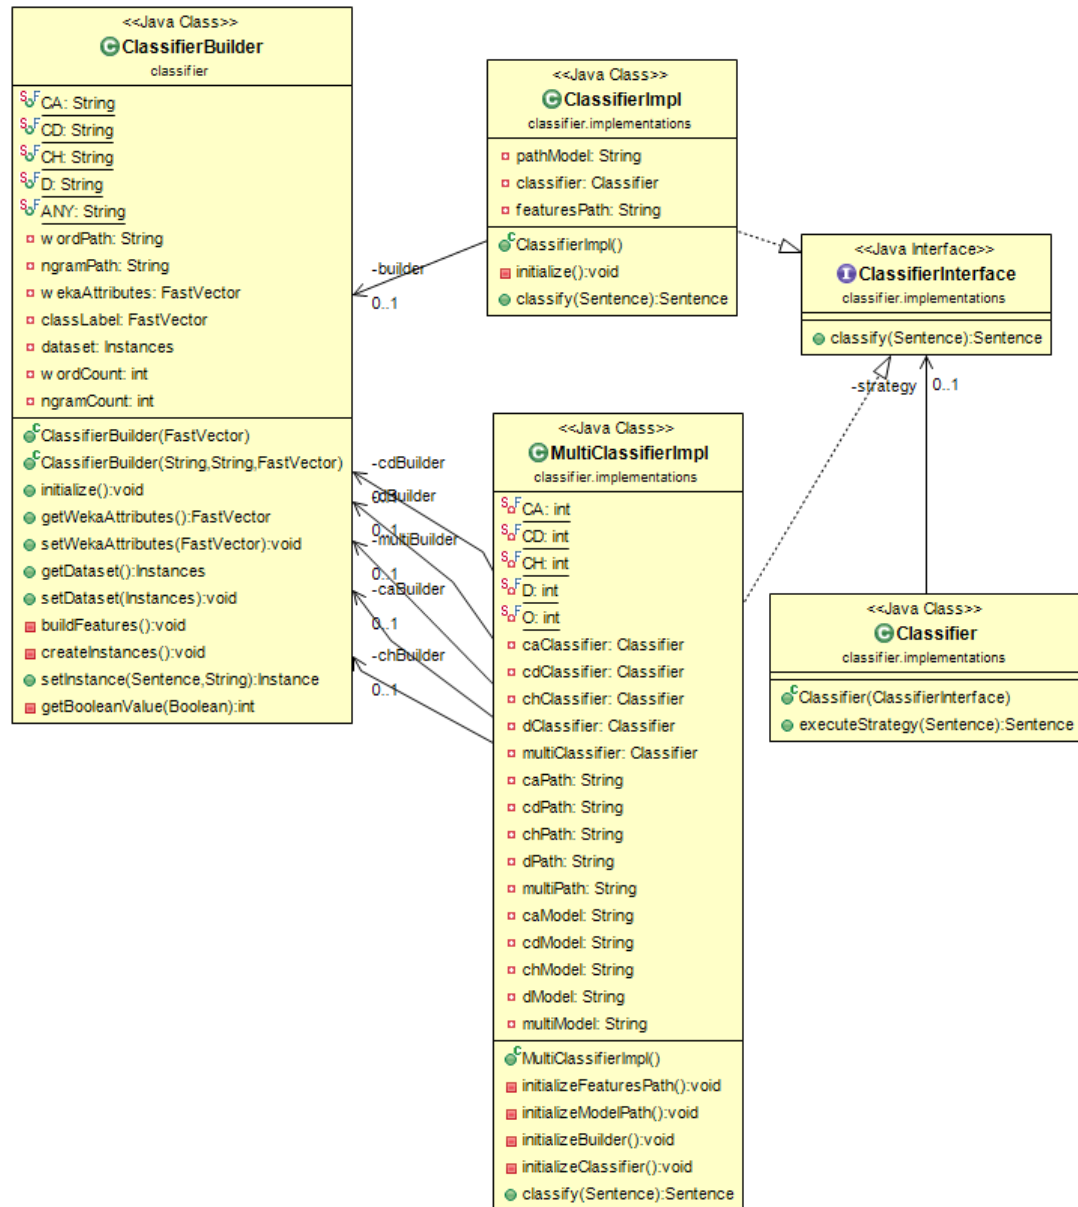 <<Java Class>>
ClassifierBuilder
classifier
CA: String
CD: String
CH: String
D: String
ANY: String
wordPath: String
ngramPath: String
wekaAttributes: FastVector
classLabel: FastVector
dataset: Instances
wordCount: int
ngramCount: int
ClassifierBuilder(FastVector)
ClassifierBuilder(String,String,FastVector)
initialize():void
getWekaAttributes():FastVector
setWekaAttributes(FastVector):void
getDataset():Instances
setDataset(Instances):void
buildFeatures():void
createInstances():void
setInstance(Sentence,String):Instance
getBooleanValue(Boolean):int
-builder
0..1
<<Java Class>>
ClassifierImpl
classifier.implementations
pathModel: String
classifier: Classifier
featuresPath: String
ClassifierImpl()
initialize():void
classify(Sentence):Sentence
<<Java Interface>>
ClassifierInterface
classifier.implementations
classify(Sentence):Sentence
-strategy
0..1
-cdBuilder
0..1
-dBuilder
0..1
-multiBuilder
0..1
-caBuilder
0..1
-chBuilder
0..1
<<Java Class>>
MultiClassifierImpl
classifier.implementations
CA: int
CD: int
CH: int
D: int
O: int
caClassifier: Classifier
cdClassifier: Classifier
chClassifier: Classifier
dClassifier: Classifier
multiClassifier: Classifier
caPath: String
cdPath: String
chPath: String
dPath: String
multiPath: String
caModel: String
cdModel: String
chModel: String
dModel: String
multiModel: String
MultiClassifierImpl()
initializeFeaturesPath():void
initializeModelPath():void
initializeBuilder():void
initializeClassifier():void
classify(Sentence):Sentence
<<Java Class>>
Classifier
classifier.implementations
Classifier(ClassifierInterface)
executeStrategy(Sentence):Sentence